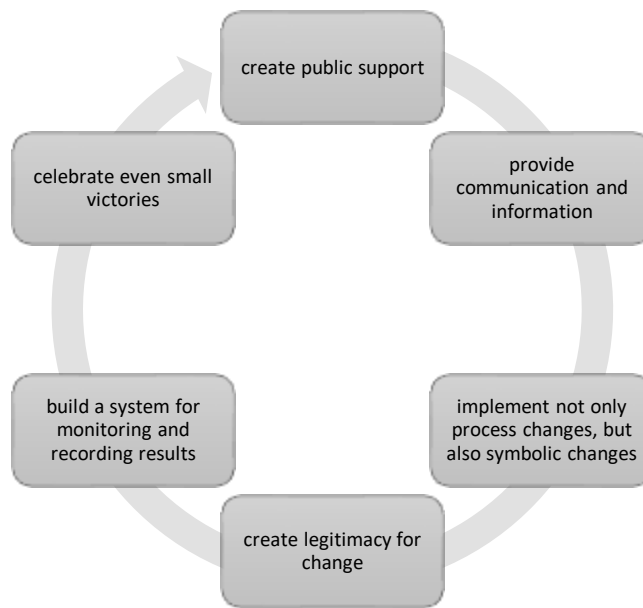 create public support
provide
communication and
information
implement not only
process changes, but
also symbolic changes
create legitimacy for
change
build a system for
monitoring and
recording results
celebrate even small
victories